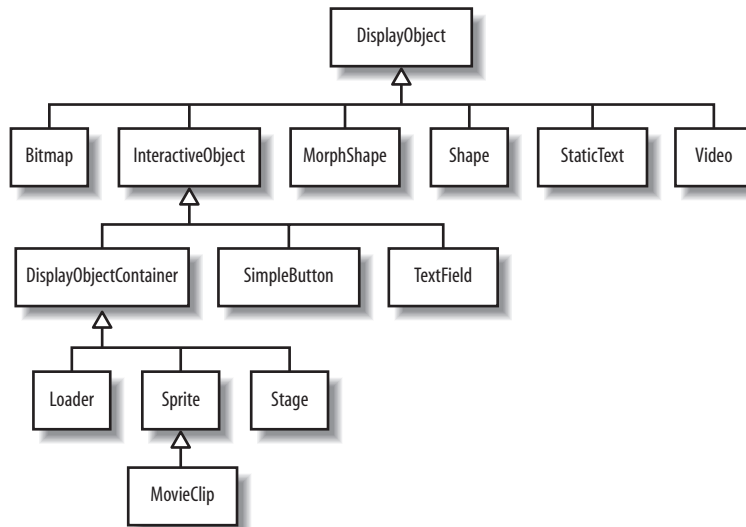 DisplayObject
Bitmap
InteractiveObject
MorphShape
Shape
StaticText
Video
DisplayObjectContainer
SimpleButton
TextField
Loader
Sprite
Stage
MovieClip